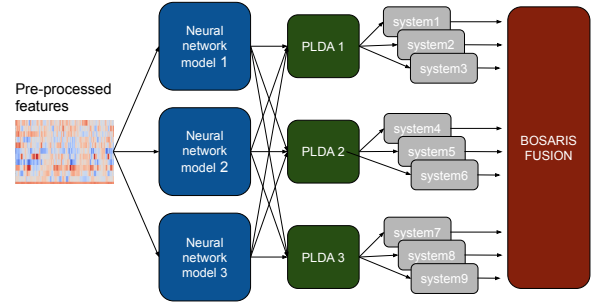 Pre-processed
features
Neural
network
model 1
Neural
network
model 2
Neural
network
model 3
PLDA 1
PLDA 2
PLDA 3
system1
system2
system3
system4
system5
system6
system7
system8
system9
BOSARIS
FUSION